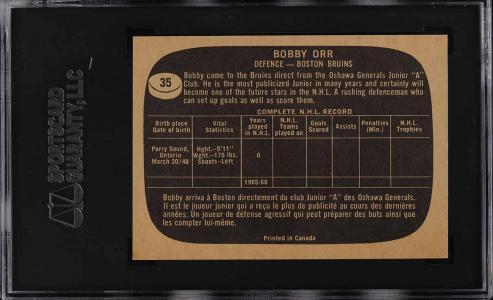 SPORTSCARD
GUARANTY, LLC
BOBBY ORR
DEFENCE — BOSTON BRUINS
35
Bobby came to the Bruins direct from the Oshawa Generals Junior "A"
Club. He is the most publicized Junior in many years and certainly will
become one of the future stars in the N.H.L. A rushing defenceman who
can set up goals as well as score them.
COMPLETE N.H.L. RECORD
Birth place
Date of birth
Vital
Statistics
Years
played
in N.H.L.
N.H.L.
Teams
played on
Goals
Scored
Assists
Penalties
(Min.)
N.H.L.
Trophies
Parry Sound,
Ontario
March 20/48
Hght.–5'11"
Wght.–175 lbs.
Shoots–Left
0
1965-66
Bobby arriva à Boston directement du club Junior "A" des Oshawa Generals.
Il est le joueur junior qui a reçu le plus de publicité au cours des dernières
années. Un joueur de défense agressif qui peut préparer des buts ainsi que
les compter lui-même.
Printed in Canada